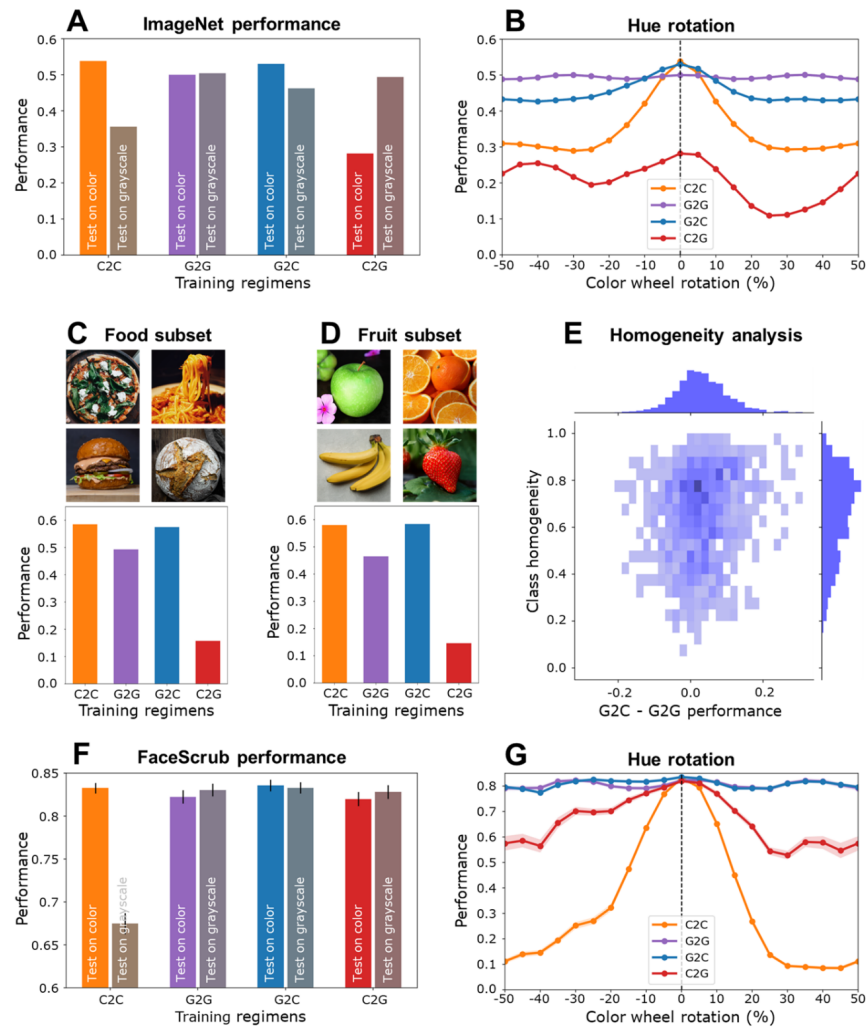 A ImageNet performance
0.6
0.5
0.4
0.3
0.2
0.1
0.0
Performance
Test on color
Test on grayscale
Test on color
Test on grayscale
Test on color
Test on grayscale
Test on color
Test on grayscale
C2C G2G G2C C2G
Training regimens
B Hue rotation
0.6
0.5
0.4
0.3
0.2
0.1
0.0
Performance
C2C
G2G
G2C
C2G
-50 -40 -30 -20 -10 0 10 20 30 40 50
Color wheel rotation (%)
C Food subset
0.6
0.5
0.4
0.3
0.2
0.1
0.0
Performance
C2C G2G G2C C2G
Training regimens
D Fruit subset
0.6
0.5
0.4
0.3
0.2
0.1
0.0
Performance
C2C G2G G2C C2G
Training regimens
E Homogeneity analysis
1.0
0.8
0.6
0.4
0.2
0.0
Class homogeneity
-0.2 0.0 0.2
G2C - G2G performance
F FaceScrub performance
0.85
0.8
0.75
0.7
0.65
0.6
Performance
Test on color
Test on grayscale
Test on color
Test on grayscale
Test on color
Test on grayscale
Test on color
Test on grayscale
C2C G2G G2C C2G
Training regimens
G Hue rotation
0.8
0.7
0.6
0.5
0.4
0.3
0.2
0.1
0.0
Performance
C2C
G2G
G2C
C2G
-50 -40 -30 -20 -10 0 10 20 30 40 50
Color wheel rotation (%)